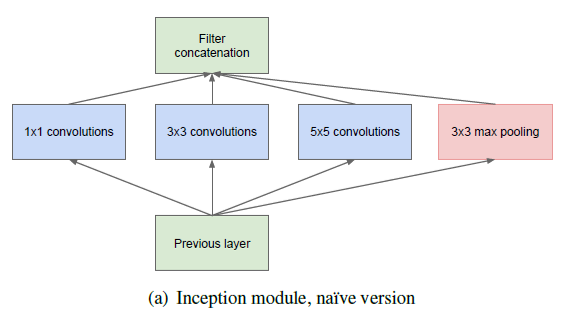 Filter
concatenation
1x1 convolutions
3x3 convolutions
5x5 convolutions
3x3 max pooling
Previous layer
(a) Inception module, naïve version